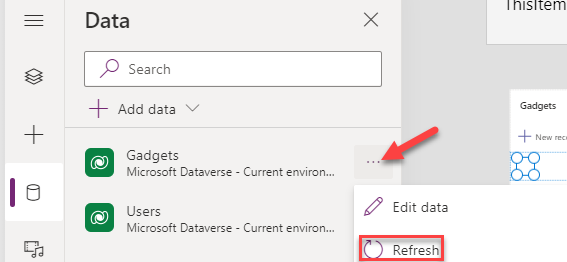 Data
ThisItem
Search
Add data
Gadgets
Microsoft Dataverse - Current environ...
Users
Microsoft Dataverse - Current environ...
Edit data
Refresh
Gadgets
New reco